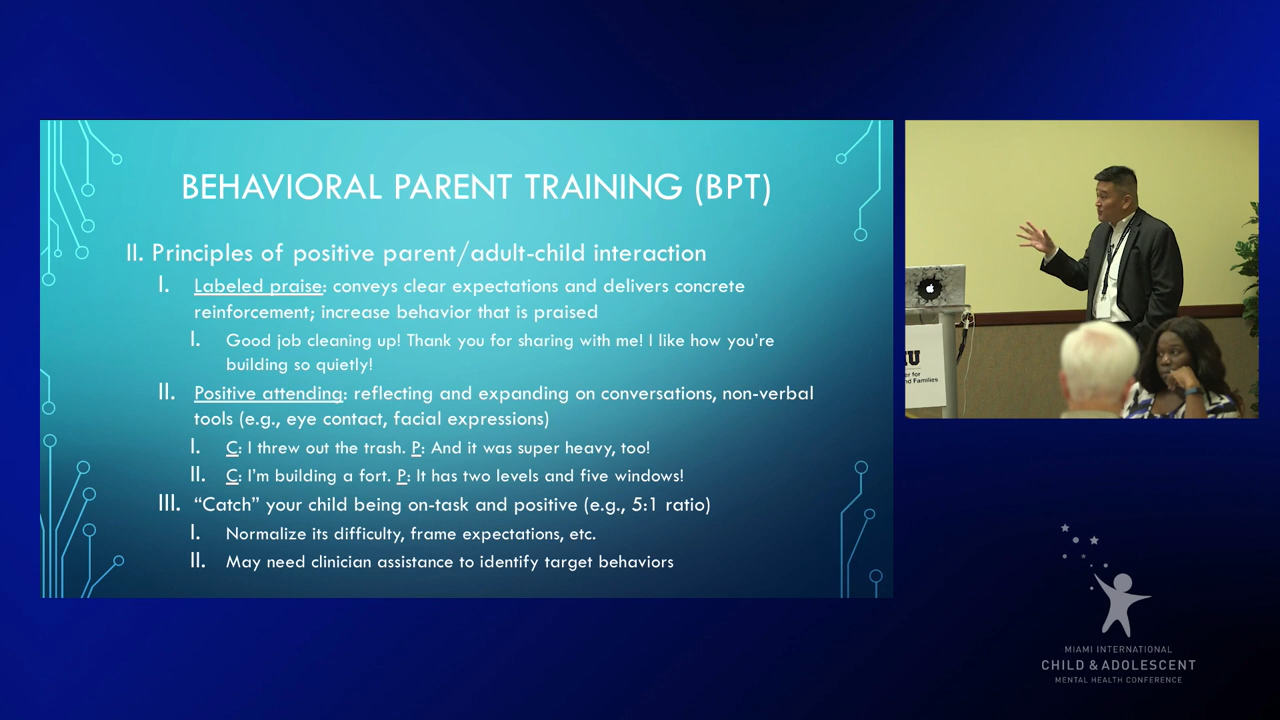 BEHAVIORAL PARENT TRAINING (BPT)
II. Principles of positive parent/adult-child interaction
I. Labeled praise: conveys clear expectations and delivers concrete
reinforcement; increase behavior that is praised
I. Good job cleaning up! Thank you for sharing with me! I like how you’re
building so quietly!
II. Positive attending: reflecting and expanding on conversations, non-verbal
tools (e.g., eye contact, facial expressions)
I. C: I threw out the trash. P: And it was super heavy, too!
II. C: I’m building a fort. P: It has two levels and five windows!
III. “Catch” your child being on-task and positive (e.g., 5:1 ratio)
I. Normalize its difficulty, frame expectations, etc.
II. May need clinician assistance to identify target behaviors
MIAMI INTERNATIONAL
CHILD & ADOLESCENT
MENTAL HEALTH CONFERENCE